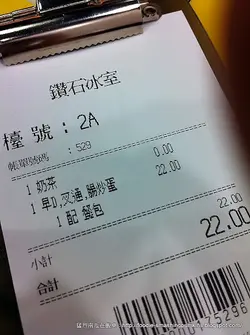 鑽石冰室
檯 號 : 2A
帳單號碼 : 529
1 奶茶 0.00
1 早D,叉通,腸炒蛋 22.00
1 配 餐包
小計 22.00
合計 22.00